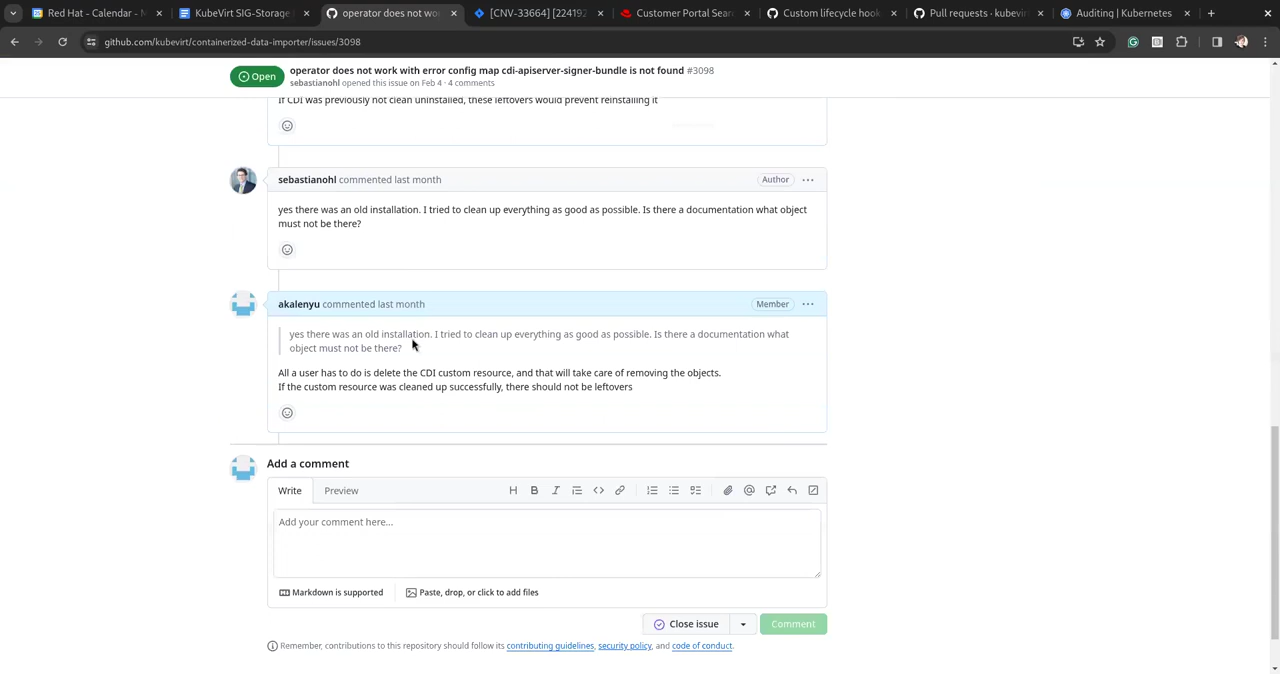 Red Hat - Calendar - M
KubeVirt SIG-Storage
operator does not wo
[CNV-33664] [224192
Customer Portal Sear
Custom lifecycle hook
Pull requests · kubevir
Auditing | Kubernetes
github.com/kubevirt/containerized-data-importer/issues/3098
Open
operator does not work with error config map cdi-apiserver-signer-bundle is not found #3098
sebastianohl opened this issue on Feb 4 · 4 comments
If CDI was previously not clean uninstalled, these leftovers would prevent reinstalling it
sebastianohl commented last month
Author
yes there was an old installation. I tried to clean up everything as good as possible. Is there a documentation what object
must not be there?
akalenyu commented last month
Member
yes there was an old installation. I tried to clean up everything as good as possible. Is there a documentation what
object must not be there?
All a user has to do is delete the CDI custom resource, and that will take care of removing the objects.
If the custom resource was cleaned up successfully, there should not be leftovers
Add a comment
Write
Preview
Add your comment here...
Markdown is supported
Paste, drop, or click to add files
Close issue
Comment
Remember, contributions to this repository should follow its contributing guidelines, security policy, and code of conduct.